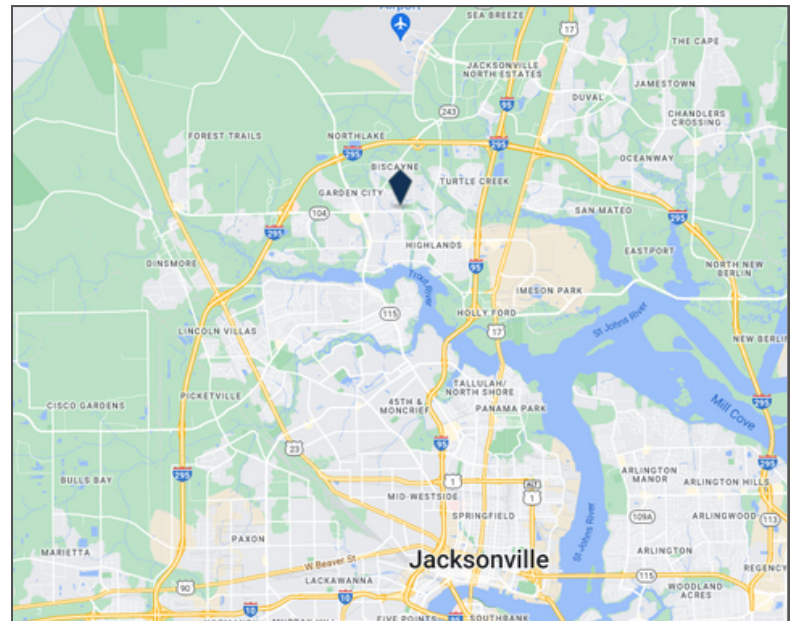 Airport
SEA BREEZE
17
THE CAPE
JACKSONVILLE
NORTH ESTATES
JAMESTOWN
95
DUVAL
243
CHANDLERS
CROSSING
FOREST TRAILS
NORTHLAKE
295
295
BISCAYNE
OCEANWAY
GARDEN CITY
TURTLE CREEK
104
SAN MATEO
295
295
HIGHLANDS
EASTPORT
DINSMORE
95
NORTH NEW
BERLIN
Trout River
IMESON PARK
115
HOLLY FORD
St Johns River
LINCOLN VILLAS
17
NEW BERLIN
TALLULAH/
NORTH SHORE
PICKETVILLE
295
CISCO GARDENS
45TH &
MONCRIEF
PANAMA PARK
Mill Cove
95
23
295
BULLS BAY
295
ARLINGTON
MANOR
ARLINGTON HILLS
1
ALT
1
MID-WESTSIDE
SPRINGFIELD
109A
ARLINGWOOD
113
St Johns River
PAXON
MARIETTA
ARLINGTON
W Beaver St
Jacksonville
REGENCY
LACKAWANNA
115
WOODLAND
ACRES
90
10
10
95
FIVE POINTS
SOUTHBANK
MURRAY HILL